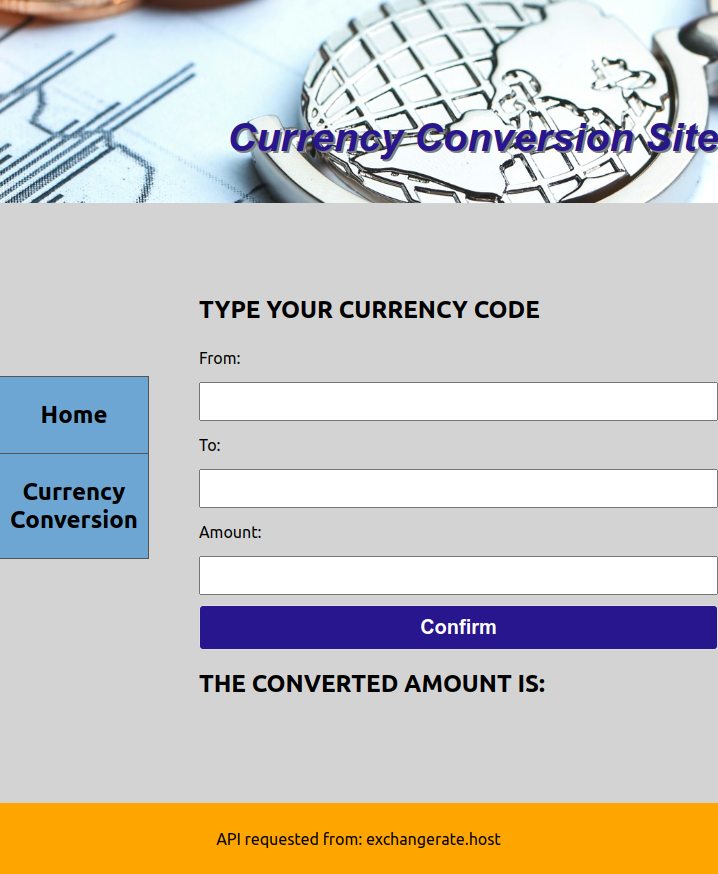 Currency Conversion Site
Home
Currency
Conversion
TYPE YOUR CURRENCY CODE
From:
To:
Amount:
Confirm
THE CONVERTED AMOUNT IS:
API requested from: exchangerate.host